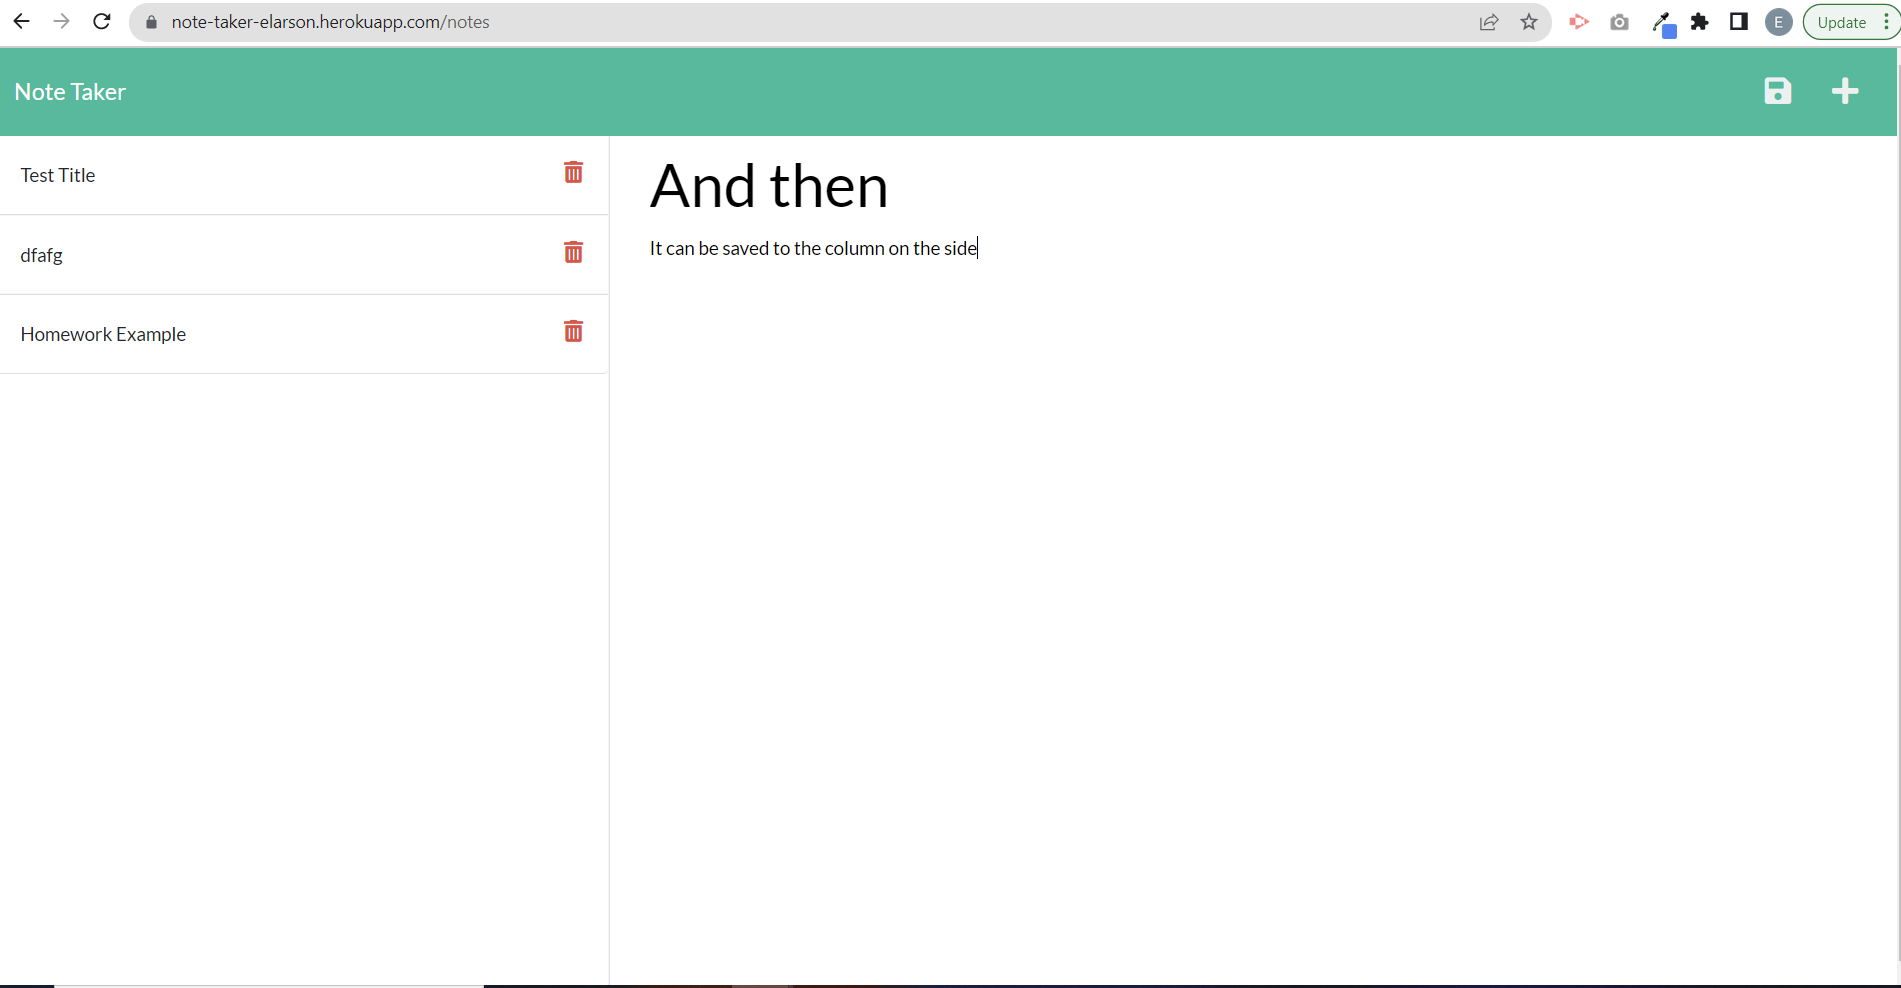 note-taker-elarson.herokuapp.com/notes
E
Update
Note Taker
Test Title
dfafg
Homework Example
And then
It can be saved to the column on the side